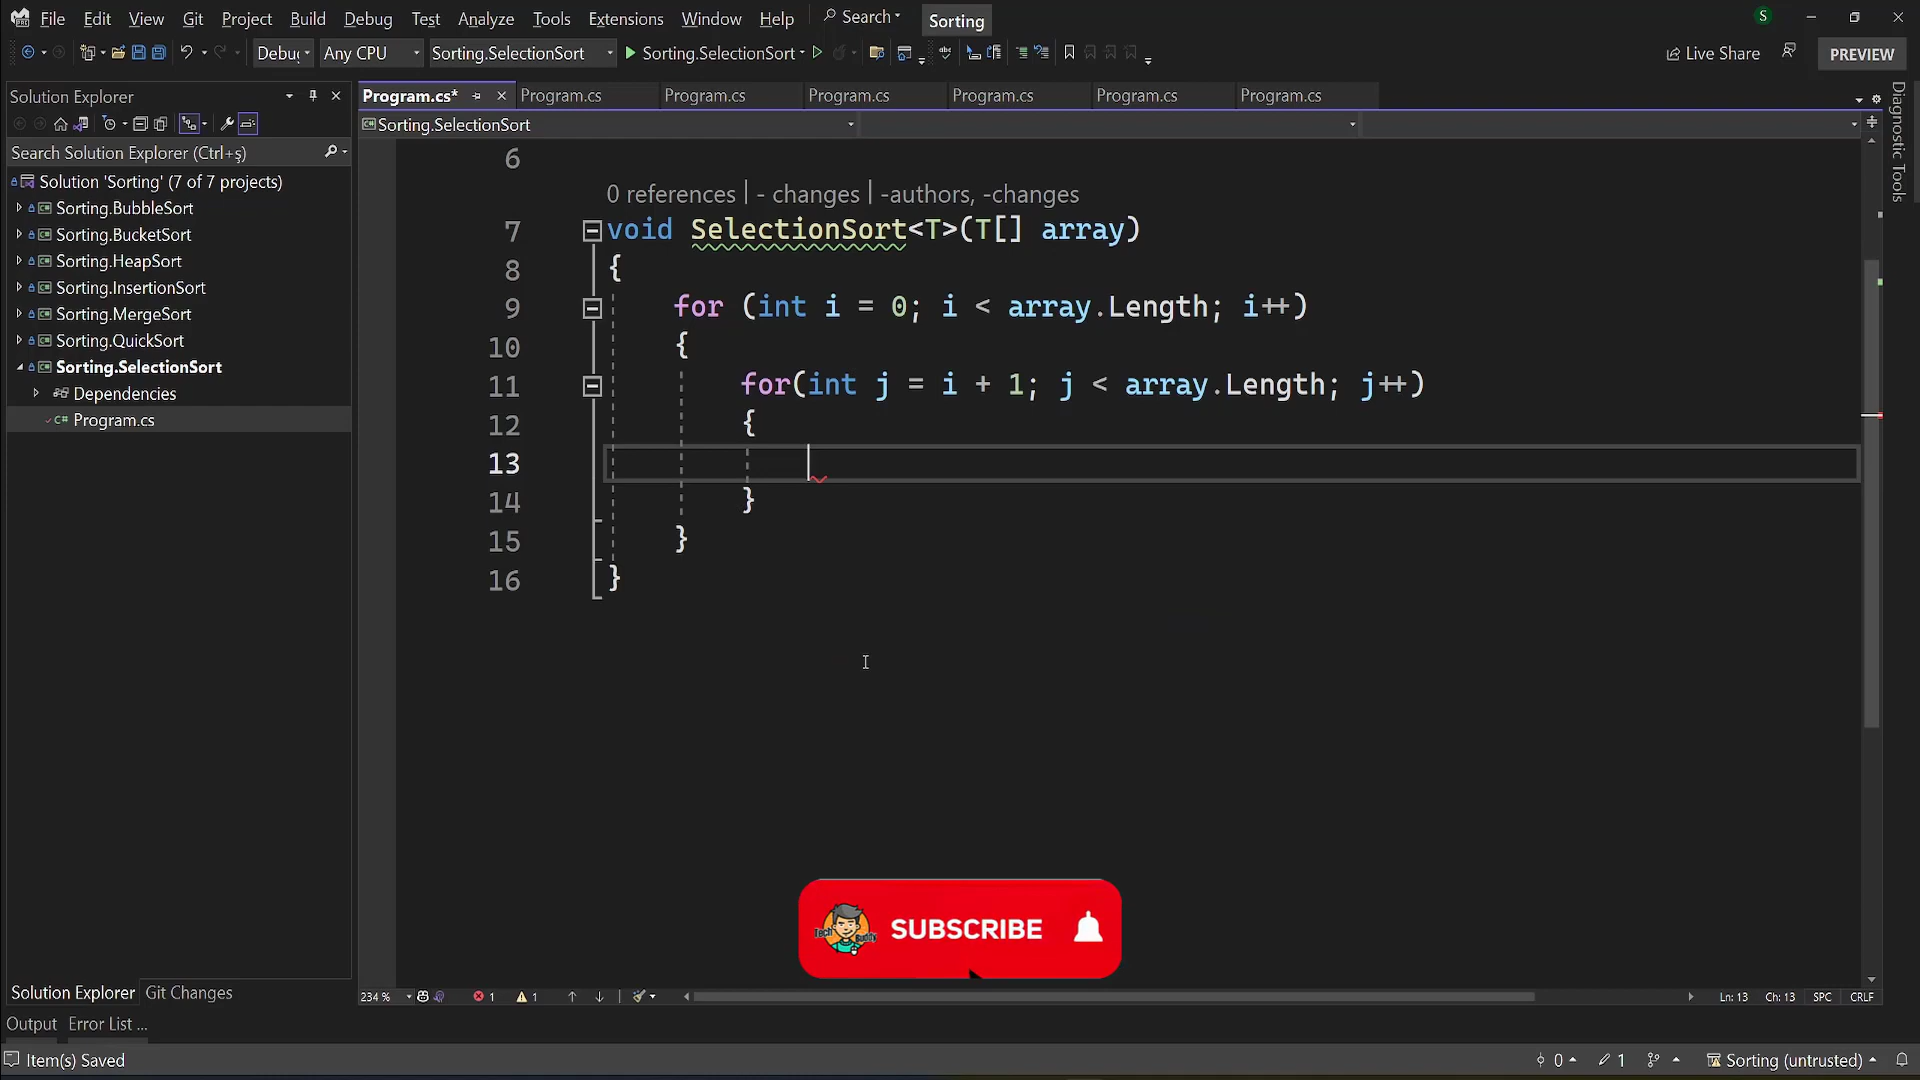 File Edit View Git Project Build Debug Test Analyze Tools Extensions Window Help Search Sorting S
Debug Any CPU Sorting.SelectionSort Sorting.SelectionSort Live Share PREVIEW
Solution Explorer
Search Solution Explorer (Ctrl+ş)
Solution 'Sorting' (7 of 7 projects)
Sorting.BubbleSort
Sorting.BucketSort
Sorting.HeapSort
Sorting.InsertionSort
Sorting.MergeSort
Sorting.QuickSort
Sorting.SelectionSort
Dependencies
C# Program.cs
Solution Explorer Git Changes
Program.cs* Program.cs Program.cs Program.cs Program.cs Program.cs Program.cs
Sorting.SelectionSort
6
0 references | - changes | -authors, -changes
7 void SelectionSort<T>(T[] array)
8 {
9 for (int i = 0; i < array.Length; i++)
10 {
11 for(int j = i + 1; j < array.Length; j++)
12 {
13
14 }
15 }
16 }
Tech Buddy SUBSCRIBE
234 % 1 1 Ln: 13 Ch: 13 SPC CRLF
Diagnostic Tools
Output Error List ...
Item(s) Saved 0 1 Sorting (untrusted)